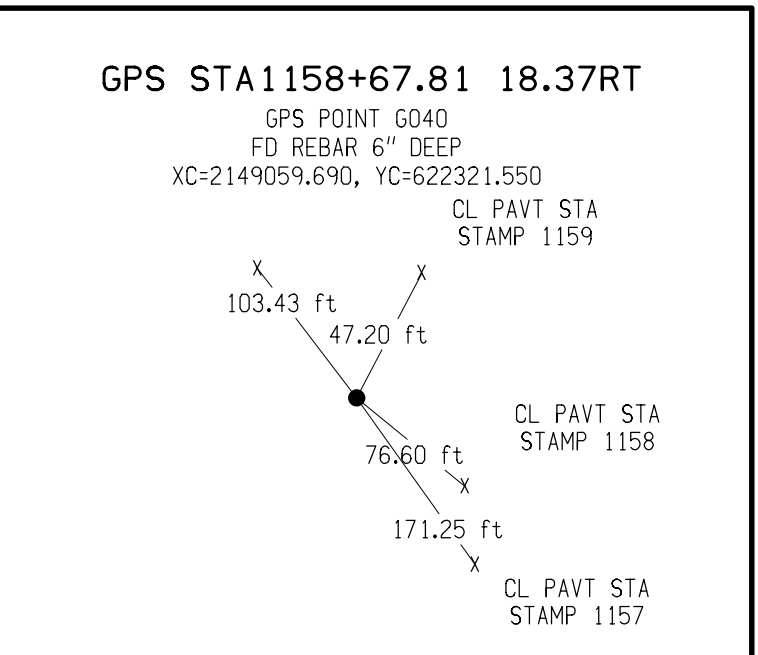 GPS STA1158+67.81 18.37RT
GPS POINT GO40
FD REBAR 6" DEEP
XC=2149059.690, YC=622321.550
CL PAVT STA
STAMP 1159
X
X
103.43 ft
47.20 ft
CL PAVT STA
STAMP 1158
76.60 ft
X
171.25 ft
X
CL PAVT STA
STAMP 1157